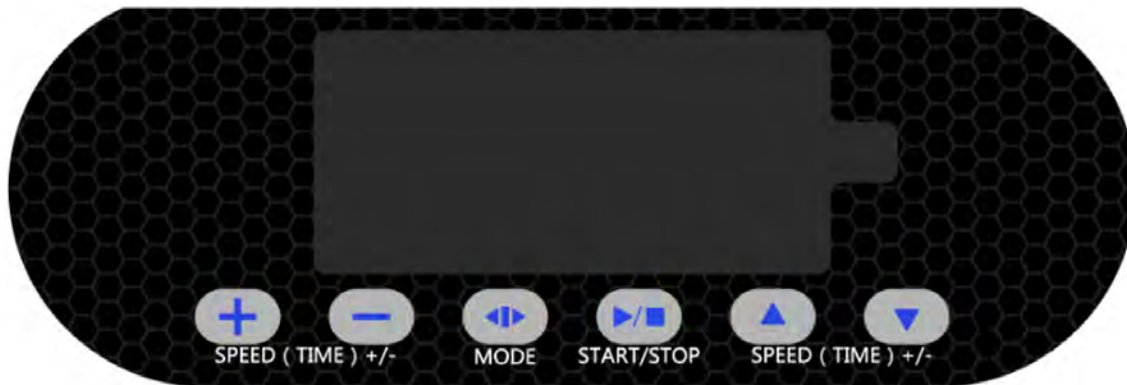 SPEED ( TIME ) +/-
MODE
START/STOP
SPEED ( TIME ) +/-